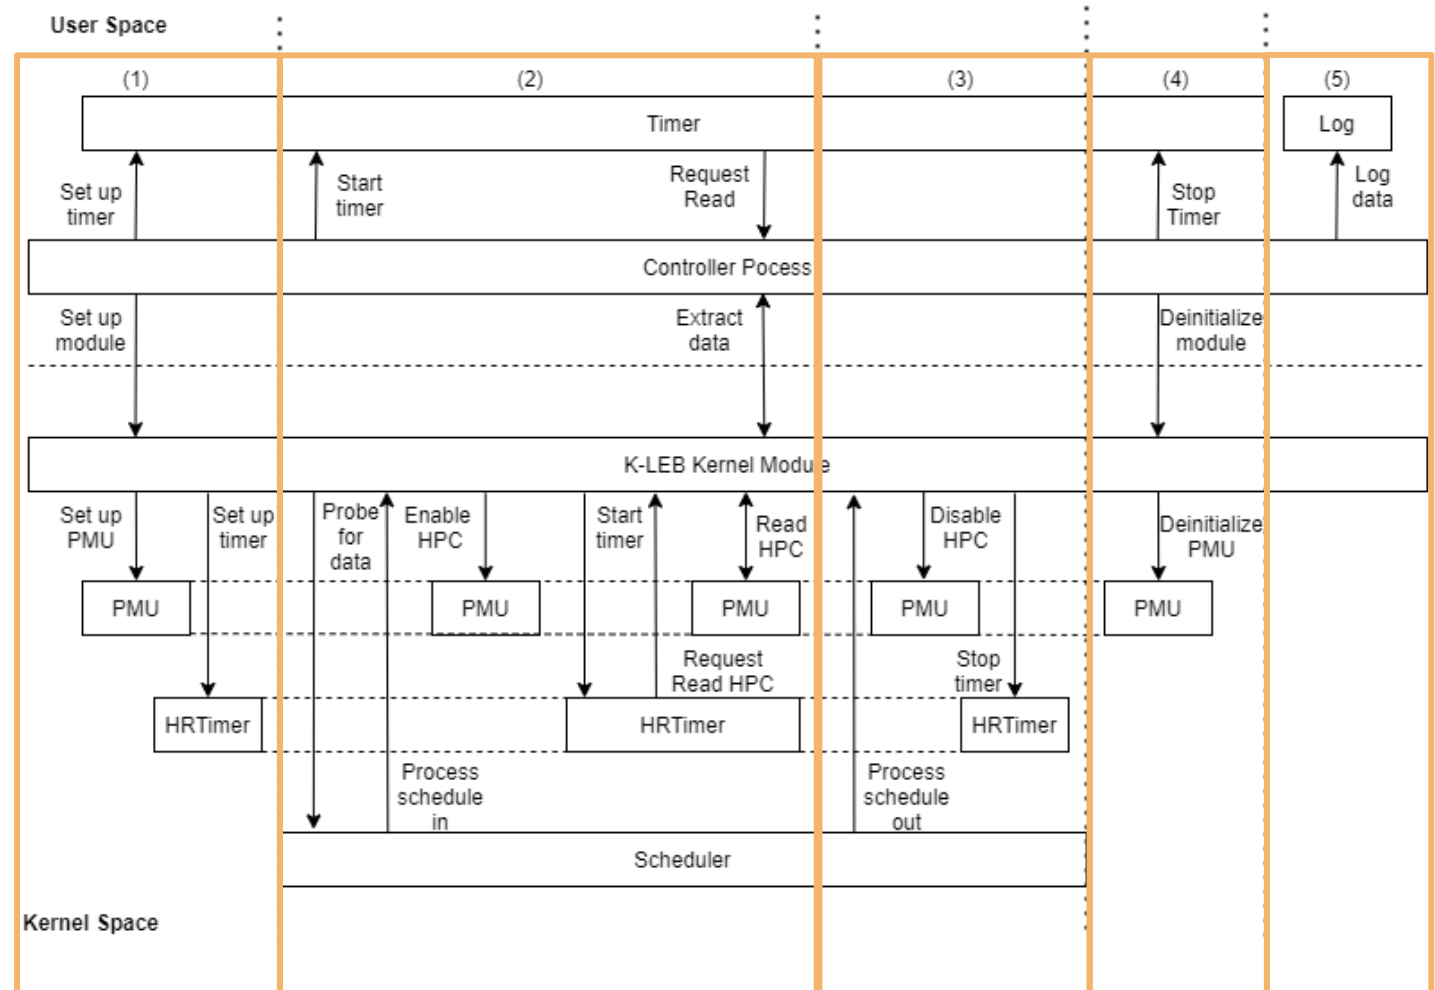 User Space
(1)
(2)
(3)
(4)
(5)
Timer
Log
Set up
timer
Start
timer
Request
Read
Stop
Timer
Log
data
Controller Pocess
Set up
module
Extract
data
Deinitialize
module
K-LEB Kernel Module
Set up
PMU
Set up
timer
Probe
for
data
Enable
HPC
Start
timer
Read
HPC
Disable
HPC
Deinitialize
PMU
PMU
PMU
PMU
PMU
PMU
Request
Read HPC
Stop
timer
HRTimer
HRTimer
HRTimer
Process
schedule
in
Process
schedule
out
Scheduler
Kernel Space